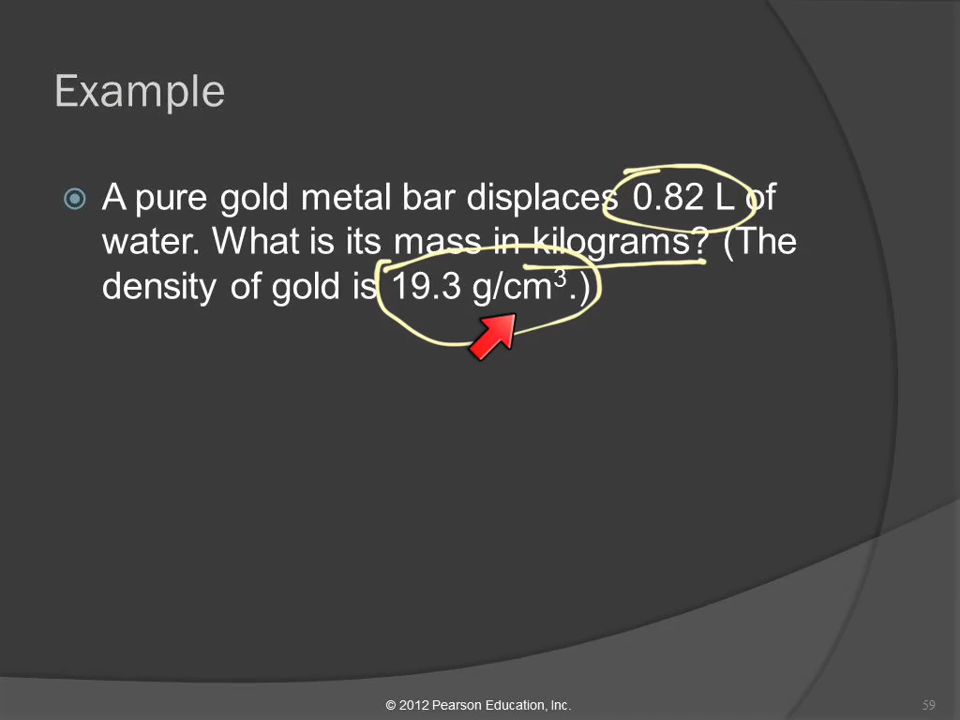 Example
A pure gold metal bar displaces 0.82 L of
water. What is its mass in kilograms? (The
density of gold is 19.3 g/cm³.)
© 2012 Pearson Education, Inc.
59